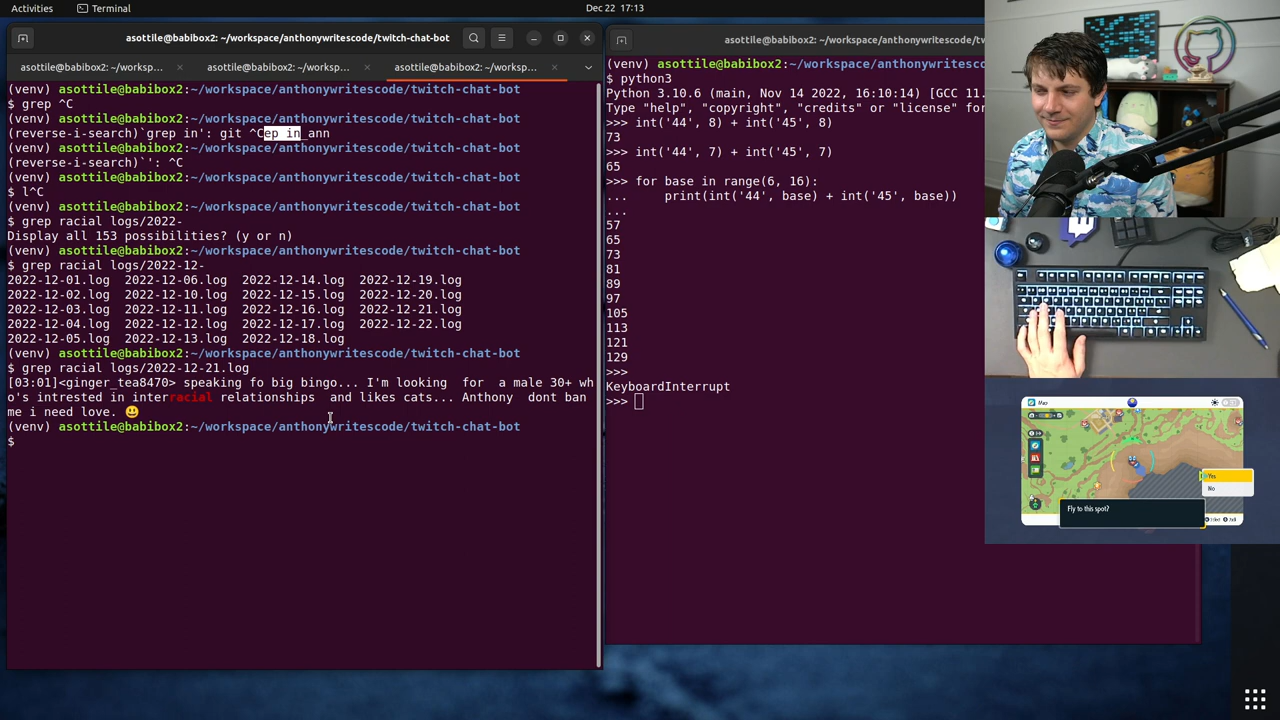 Activities Terminal Dec 22 17:13
asottile@babibox2: ~/workspace/anthonywritescode/twitch-chat-bot
asottile@babibox2: ~/worksp... × asottile@babibox2: ~/worksp... × asottile@babibox2: ~/worksp... ×
(venv) asottile@babibox2:~/workspace/anthonywritescode/twitch-chat-bot
$ grep ^C
(venv) asottile@babibox2:~/workspace/anthonywritescode/twitch-chat-bot
(reverse-i-search)`grep in': git ^Cep in_ann
(venv) asottile@babibox2:~/workspace/anthonywritescode/twitch-chat-bot
(reverse-i-search)`': ^C
(venv) asottile@babibox2:~/workspace/anthonywritescode/twitch-chat-bot
$ l^C
(venv) asottile@babibox2:~/workspace/anthonywritescode/twitch-chat-bot
$ grep racial logs/2022-
Display all 153 possibilities? (y or n)
(venv) asottile@babibox2:~/workspace/anthonywritescode/twitch-chat-bot
$ grep racial logs/2022-12-
2022-12-01.log 2022-12-06.log 2022-12-14.log 2022-12-19.log
2022-12-02.log 2022-12-10.log 2022-12-15.log 2022-12-20.log
2022-12-03.log 2022-12-11.log 2022-12-16.log 2022-12-21.log
2022-12-04.log 2022-12-12.log 2022-12-17.log 2022-12-22.log
2022-12-05.log 2022-12-13.log 2022-12-18.log
(venv) asottile@babibox2:~/workspace/anthonywritescode/twitch-chat-bot
$ grep racial logs/2022-12-21.log
[03:01]<ginger_tea8470> speaking fo big bingo... I'm looking for a male 30+ wh
o's intrested in interracial relationships and likes cats... Anthony dont ban
me i need love. 😃
(venv) asottile@babibox2:~/workspace/anthonywritescode/twitch-chat-bot
$
asottile@babibox2: ~/workspace/anthonywritescode/tw
(venv) asottile@babibox2:~/workspace/anthonywritesco
$ python3
Python 3.10.6 (main, Nov 14 2022, 16:10:14) [GCC 11.
Type "help", "copyright", "credits" or "license" for
>>> int('44', 8) + int('45', 8)
73
>>> int('44', 7) + int('45', 7)
65
>>> for base in range(6, 16):
...     print(int('44', base) + int('45', base))
...
57
65
73
81
89
97
105
113
121
129
>>>
KeyboardInterrupt
>>>
Map
Yes
No
Fly to this spot?